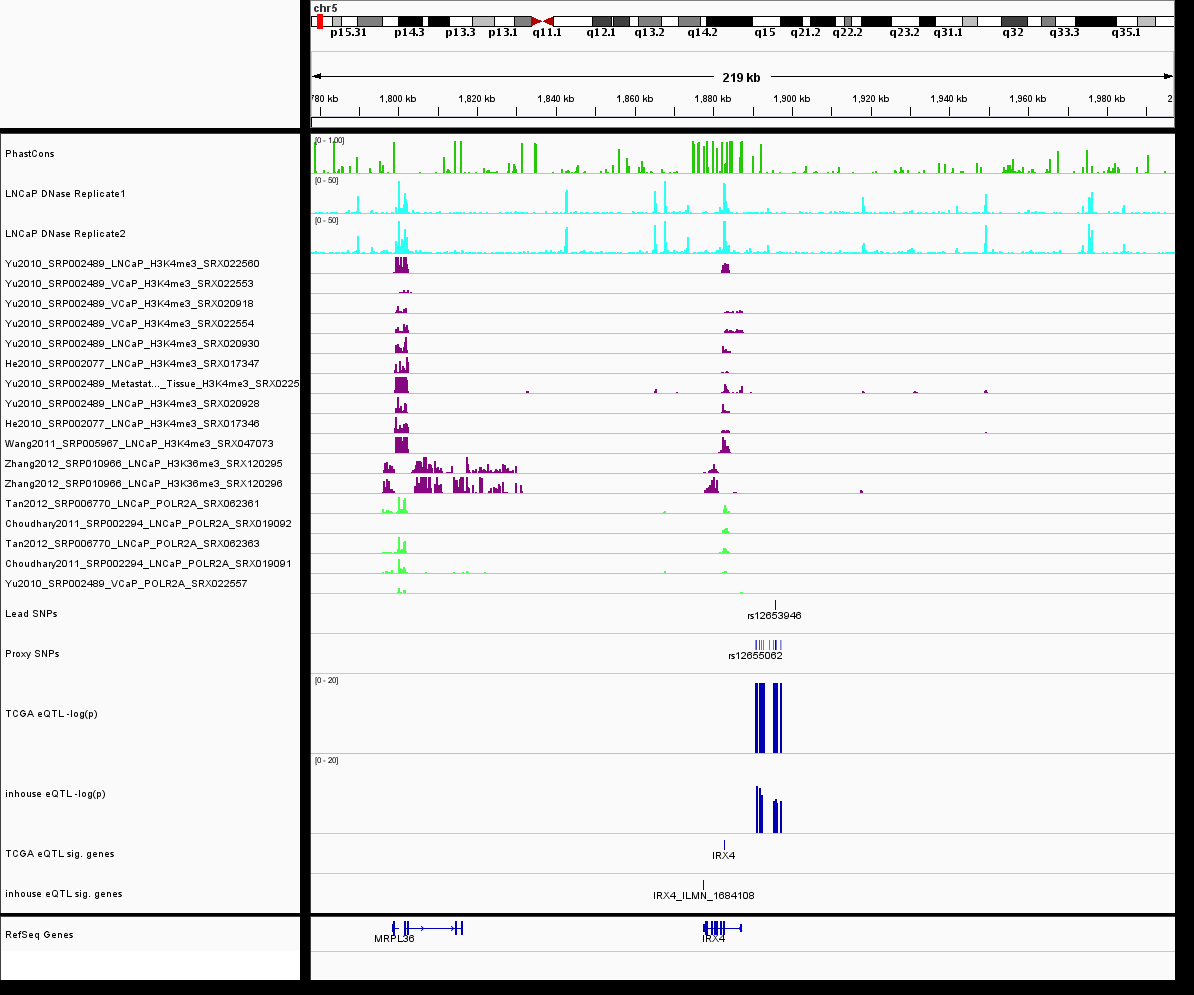 chr5
p15.31 p14.3 p13.3 p13.1 q11.1 q12.1 q13.2 q14.2 q15 q21.2 q22.2 q23.2 q31.1 q32 q33.3 q35.1
219 kb
780 kb 1,800 kb 1,820 kb 1,840 kb 1,860 kb 1,880 kb 1,900 kb 1,920 kb 1,940 kb 1,960 kb 1,980 kb 2
PhastCons [0 - 1.00]
LNCaP DNase Replicate1 [0 - 50]
LNCaP DNase Replicate2 [0 - 50]
Yu2010_SRP002489_LNCaP_H3K4me3_SRX022560
Yu2010_SRP002489_VCaP_H3K4me3_SRX022553
Yu2010_SRP002489_VCaP_H3K4me3_SRX020918
Yu2010_SRP002489_VCaP_H3K4me3_SRX022554
Yu2010_SRP002489_LNCaP_H3K4me3_SRX020930
He2010_SRP002077_LNCaP_H3K4me3_SRX017347
Yu2010_SRP002489_Metastat..._Tissue_H3K4me3_SRX0225
Yu2010_SRP002489_LNCaP_H3K4me3_SRX020928
He2010_SRP002077_LNCaP_H3K4me3_SRX017346
Wang2011_SRP005967_LNCaP_H3K4me3_SRX047073
Zhang2012_SRP010966_LNCaP_H3K36me3_SRX120295
Zhang2012_SRP010966_LNCaP_H3K36me3_SRX120296
Tan2012_SRP006770_LNCaP_POLR2A_SRX062361
Choudhary2011_SRP002294_LNCaP_POLR2A_SRX019092
Tan2012_SRP006770_LNCaP_POLR2A_SRX062363
Choudhary2011_SRP002294_LNCaP_POLR2A_SRX019091
Yu2010_SRP002489_VCaP_POLR2A_SRX022557
Lead SNPs rs12653946
Proxy SNPs rs12655062
[0 - 20]
TCGA eQTL -log(p)
[0 - 20]
inhouse eQTL -log(p)
TCGA eQTL sig. genes IRX4
inhouse eQTL sig. genes IRX4_ILMN_1684108
RefSeq Genes MRPL36 IRX4